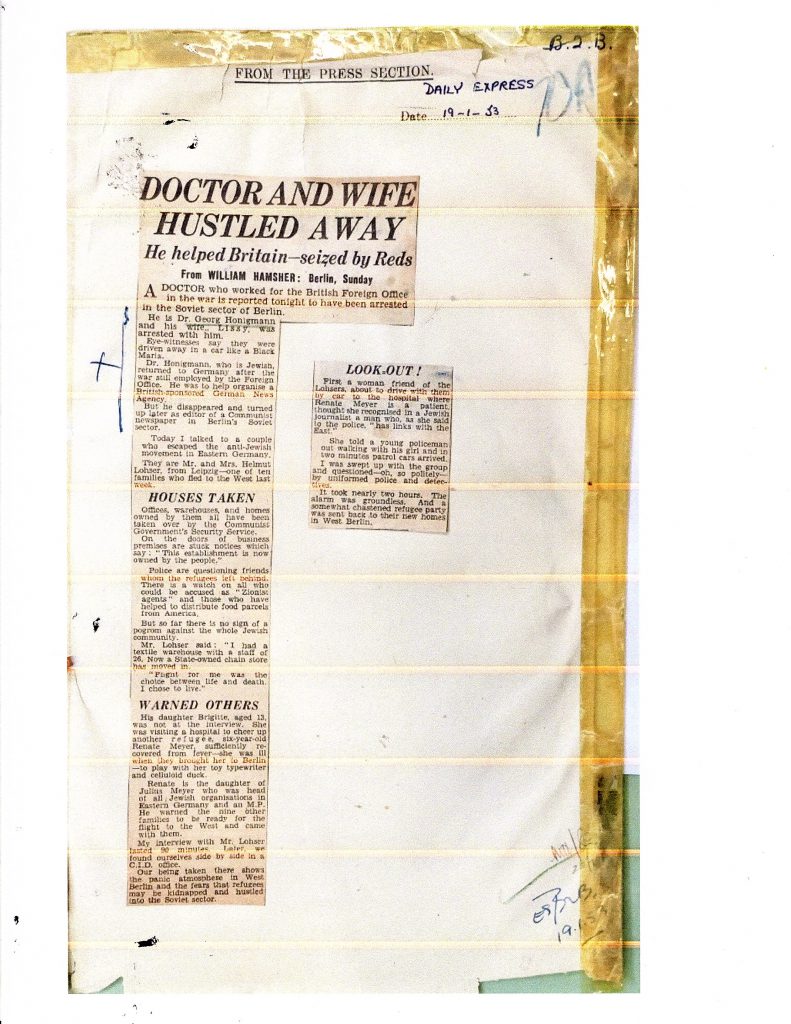 B.2.B.
FROM THE PRESS SECTION.
DAILY EXPRESS
Date....19-1-53......
DOCTOR AND WIFE
HUSTLED AWAY
He helped Britain—seized by Reds
From WILLIAM HAMSHER: Berlin, Sunday
A DOCTOR who worked for the British Foreign Office
in the war is reported tonight to have been arrested
in the Soviet sector of Berlin.
He is Dr. Georg Honigmann
and his wife, Lissy, was
arrested with him.
Eye-witnesses say they were
driven away in a car like a Black
Maria.
Dr. Honigmann, who is Jewish,
returned to Germany after the
war still employed by the Foreign
Office. He was to help organise a
British-sponsored German News
Agency.
But he disappeared and turned
up later as editor of a Communist
newspaper in Berlin's Soviet
sector.
Today I talked to a couple
who escaped the anti-Jewish
movement in Eastern Germany.
They are Mr. and Mrs. Helmut
Lohser, from Leipzig—one of ten
families who fled to the West last
week.
HOUSES TAKEN
Offices, warehouses, and homes
owned by them all have been
taken over by the Communist
Government's Security Service.
On the doors of business
premises are stuck notices which
say: "This establishment is now
owned by the people."
Police are questioning friends
whom the refugees left behind.
There is a watch on all who
could be accused as "Zionist
agents" and those who have
helped to distribute food parcels
from America.
But so far there is no sign of a
pogrom against the whole Jewish
community.
Mr. Lohser said: "I had a
textile warehouse with a staff of
26. Now a State-owned chain store
has moved in.
"Flight for me was the
choice between life and death.
I chose to live."
WARNED OTHERS
His daughter Brigitte, aged 13,
was not at the interview. She
was visiting a hospital to cheer up
another refugee, six-year-old
Renate Meyer, sufficiently re-
covered from fever—she was ill
when they brought her to Berlin
—to play with her toy typewriter
and celluloid duck.
Renate is the daughter of
Julius Meyer who was head
of all Jewish organisations in
Eastern Germany and an M.P.
He warned the nine other
families to be ready for the
flight to the West and came
with them.
My interview with Mr. Lohser
lasted 90 minutes. Later, we
found ourselves side by side in a
C.I.D. office.
Our being taken there shows
the panic atmosphere in West
Berlin and the fears that refugees
may be kidnapped and hustled
into the Soviet sector.
LOOK-OUT!
First a woman friend of the
Lohsers, about to drive with them
by car to the hospital where
Renate Meyer is a patient,
thought she recognised in a Jewish
journalist a man who, as she said
to the police, "has links with the
East."
She told a young policeman
out walking with his girl and in
two minutes patrol cars arrived.
I was swept up with the group
and questioned—oh, so politely—
by uniformed police and detec-
tives.
It took nearly two hours. The
alarm was groundless. And a
somewhat chastened refugee party
was sent back to their new homes
in West Berlin.